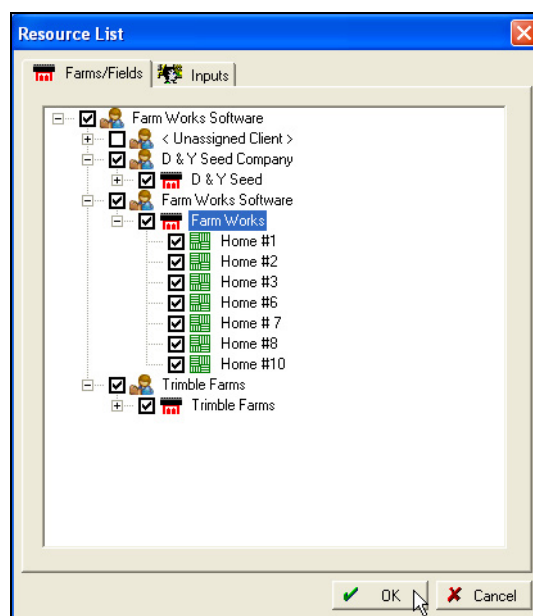 Resource List
Farms/Fields Inputs
Farm Works Software
< Unassigned Client >
D & Y Seed Company
D & Y Seed
Farm Works Software
Farm Works
Home #1
Home #2
Home #3
Home #6
Home # 7
Home #8
Home #10
Trimble Farms
Trimble Farms
OK Cancel